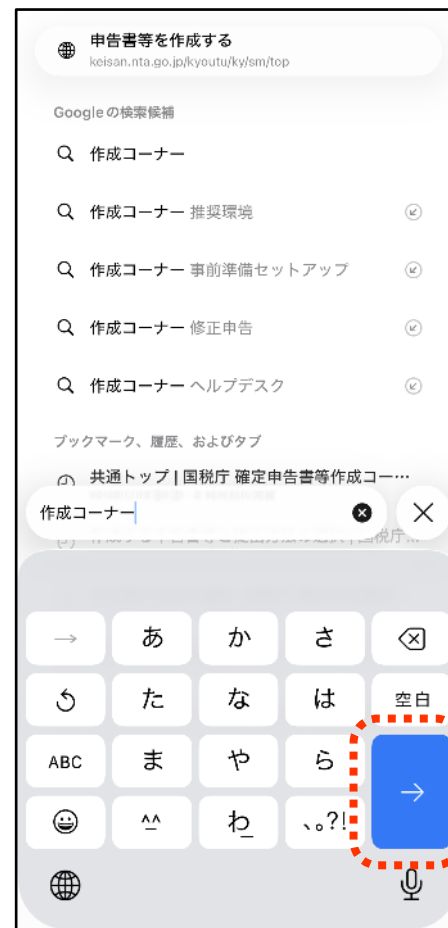 申告書等を作成する
keisan.nta.go.jp/kyoutu/ky/sm/top
Googleの検索候補
作成コーナー
作成コーナー 推奨環境
作成コーナー 事前準備セットアップ
作成コーナー 修正申告
作成コーナー ヘルプデスク
ブックマーク、履歴、およびタブ
共通トップ | 国税庁 確定申告書等作成コー…
作成コーナー
→ あ か さ
た な は 空白
ABC ま や ら →
^^ わ_ 、。?!